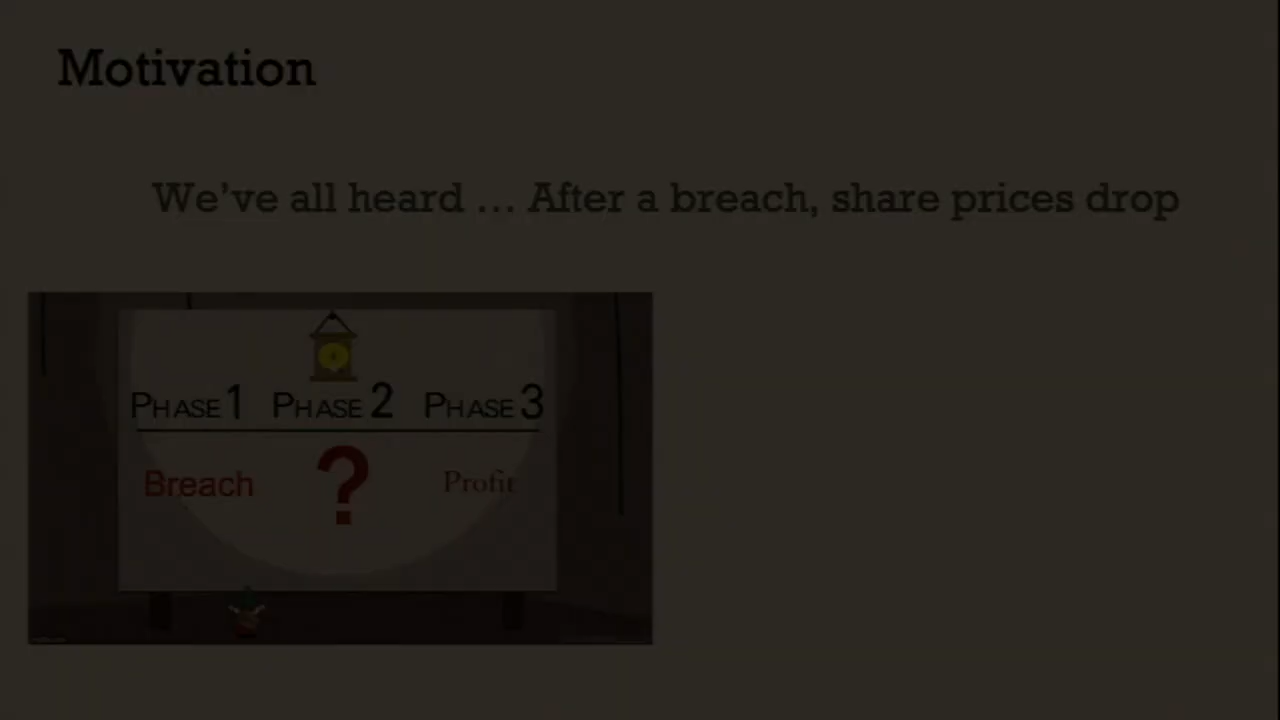 Motivation
We've all heard ... After a breach, share prices drop
PHASE 1 PHASE 2 PHASE 3
Breach ? Profit